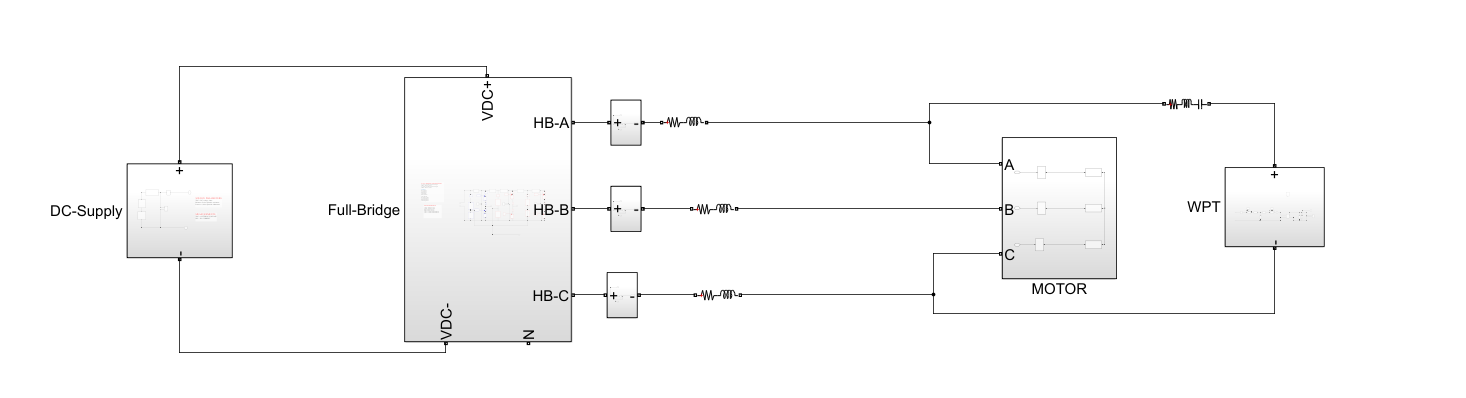 VDC+
HB-A
+ -
A
+
DC-Supply
+
-
Full-Bridge
HB-B
+ -
B
WPT
-
C
MOTOR
HB-C
+ -
VDC-
N